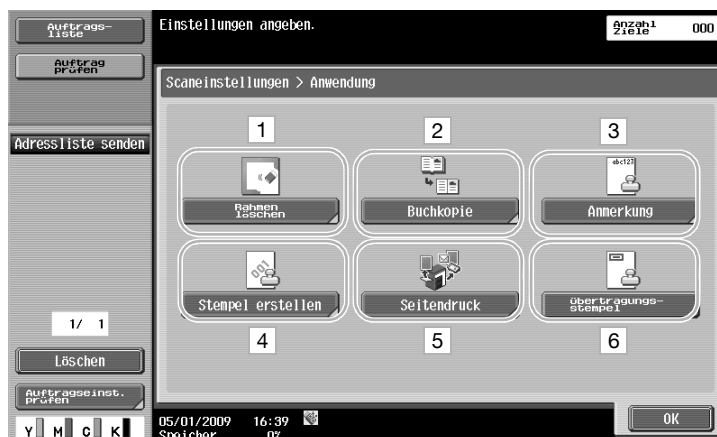 Auftrags-
liste
Einstellungen angeben.
Anzahl
Ziele
000
Auftrag
prüfen
Scaneinstellungen > Anwendung
Adressliste senden
1
2
3
abc123
Rahmen
löschen
Buchkopie
Anmerkung
001
Stempel erstellen
Seitendruck
Übertragungs-
stempel
4
5
6
1/ 1
Löschen
Auftragseinst.
prüfen
Y M C K
05/01/2009 16:39
Speicher 0%
OK